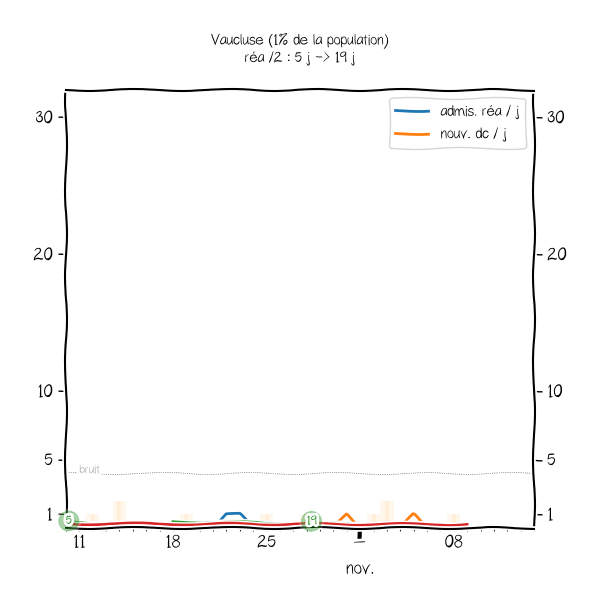 Vaucluse (1% de la population)
réa /2 : 5 j -> 19 j
admis. réa / j
nouv. dc / j
30
30
20
20
10
10
5
5
bruit
1
1
5
19
11
18
25
1
08
nov.